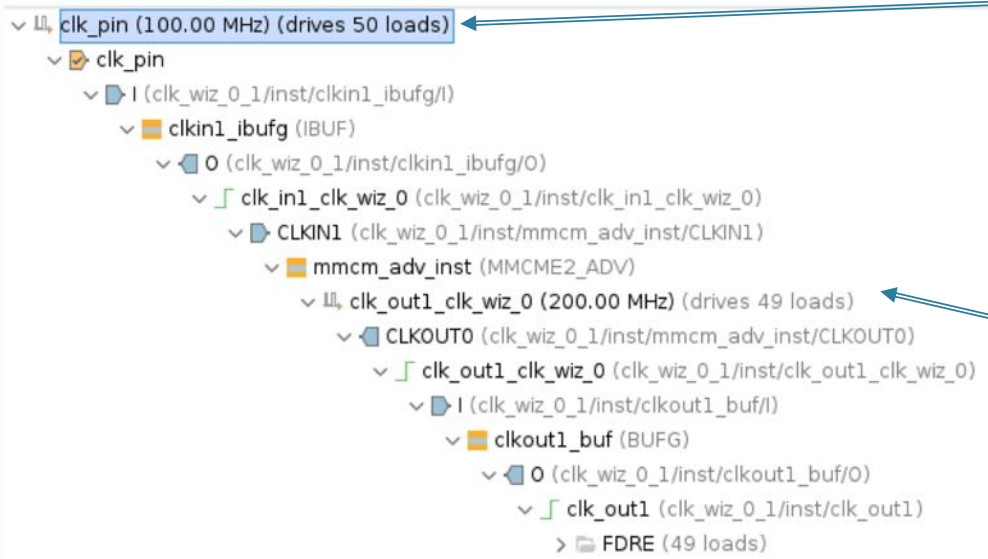 clk_pin (100.00 MHz) (drives 50 loads)
clk_pin
I (clk_wiz_0_1/inst/clkin1_ibufg/I)
clkin1_ibufg (IBUF)
O (clk_wiz_0_1/inst/clkin1_ibufg/O)
clk_in1_clk_wiz_0 (clk_wiz_0_1/inst/clk_in1_clk_wiz_0)
CLKIN1 (clk_wiz_0_1/inst/mmcm_adv_inst/CLKIN1)
mmcm_adv_inst (MMCME2_ADV)
clk_out1_clk_wiz_0 (200.00 MHz) (drives 49 loads)
CLKOUT0 (clk_wiz_0_1/inst/mmcm_adv_inst/CLKOUT0)
clk_out1_clk_wiz_0 (clk_wiz_0_1/inst/clk_out1_clk_wiz_0)
I (clk_wiz_0_1/inst/clkout1_buf/I)
clkout1_buf (BUFG)
O (clk_wiz_0_1/inst/clkout1_buf/O)
clk_out1 (clk_wiz_0_1/inst/clk_out1)
FDRE (49 loads)